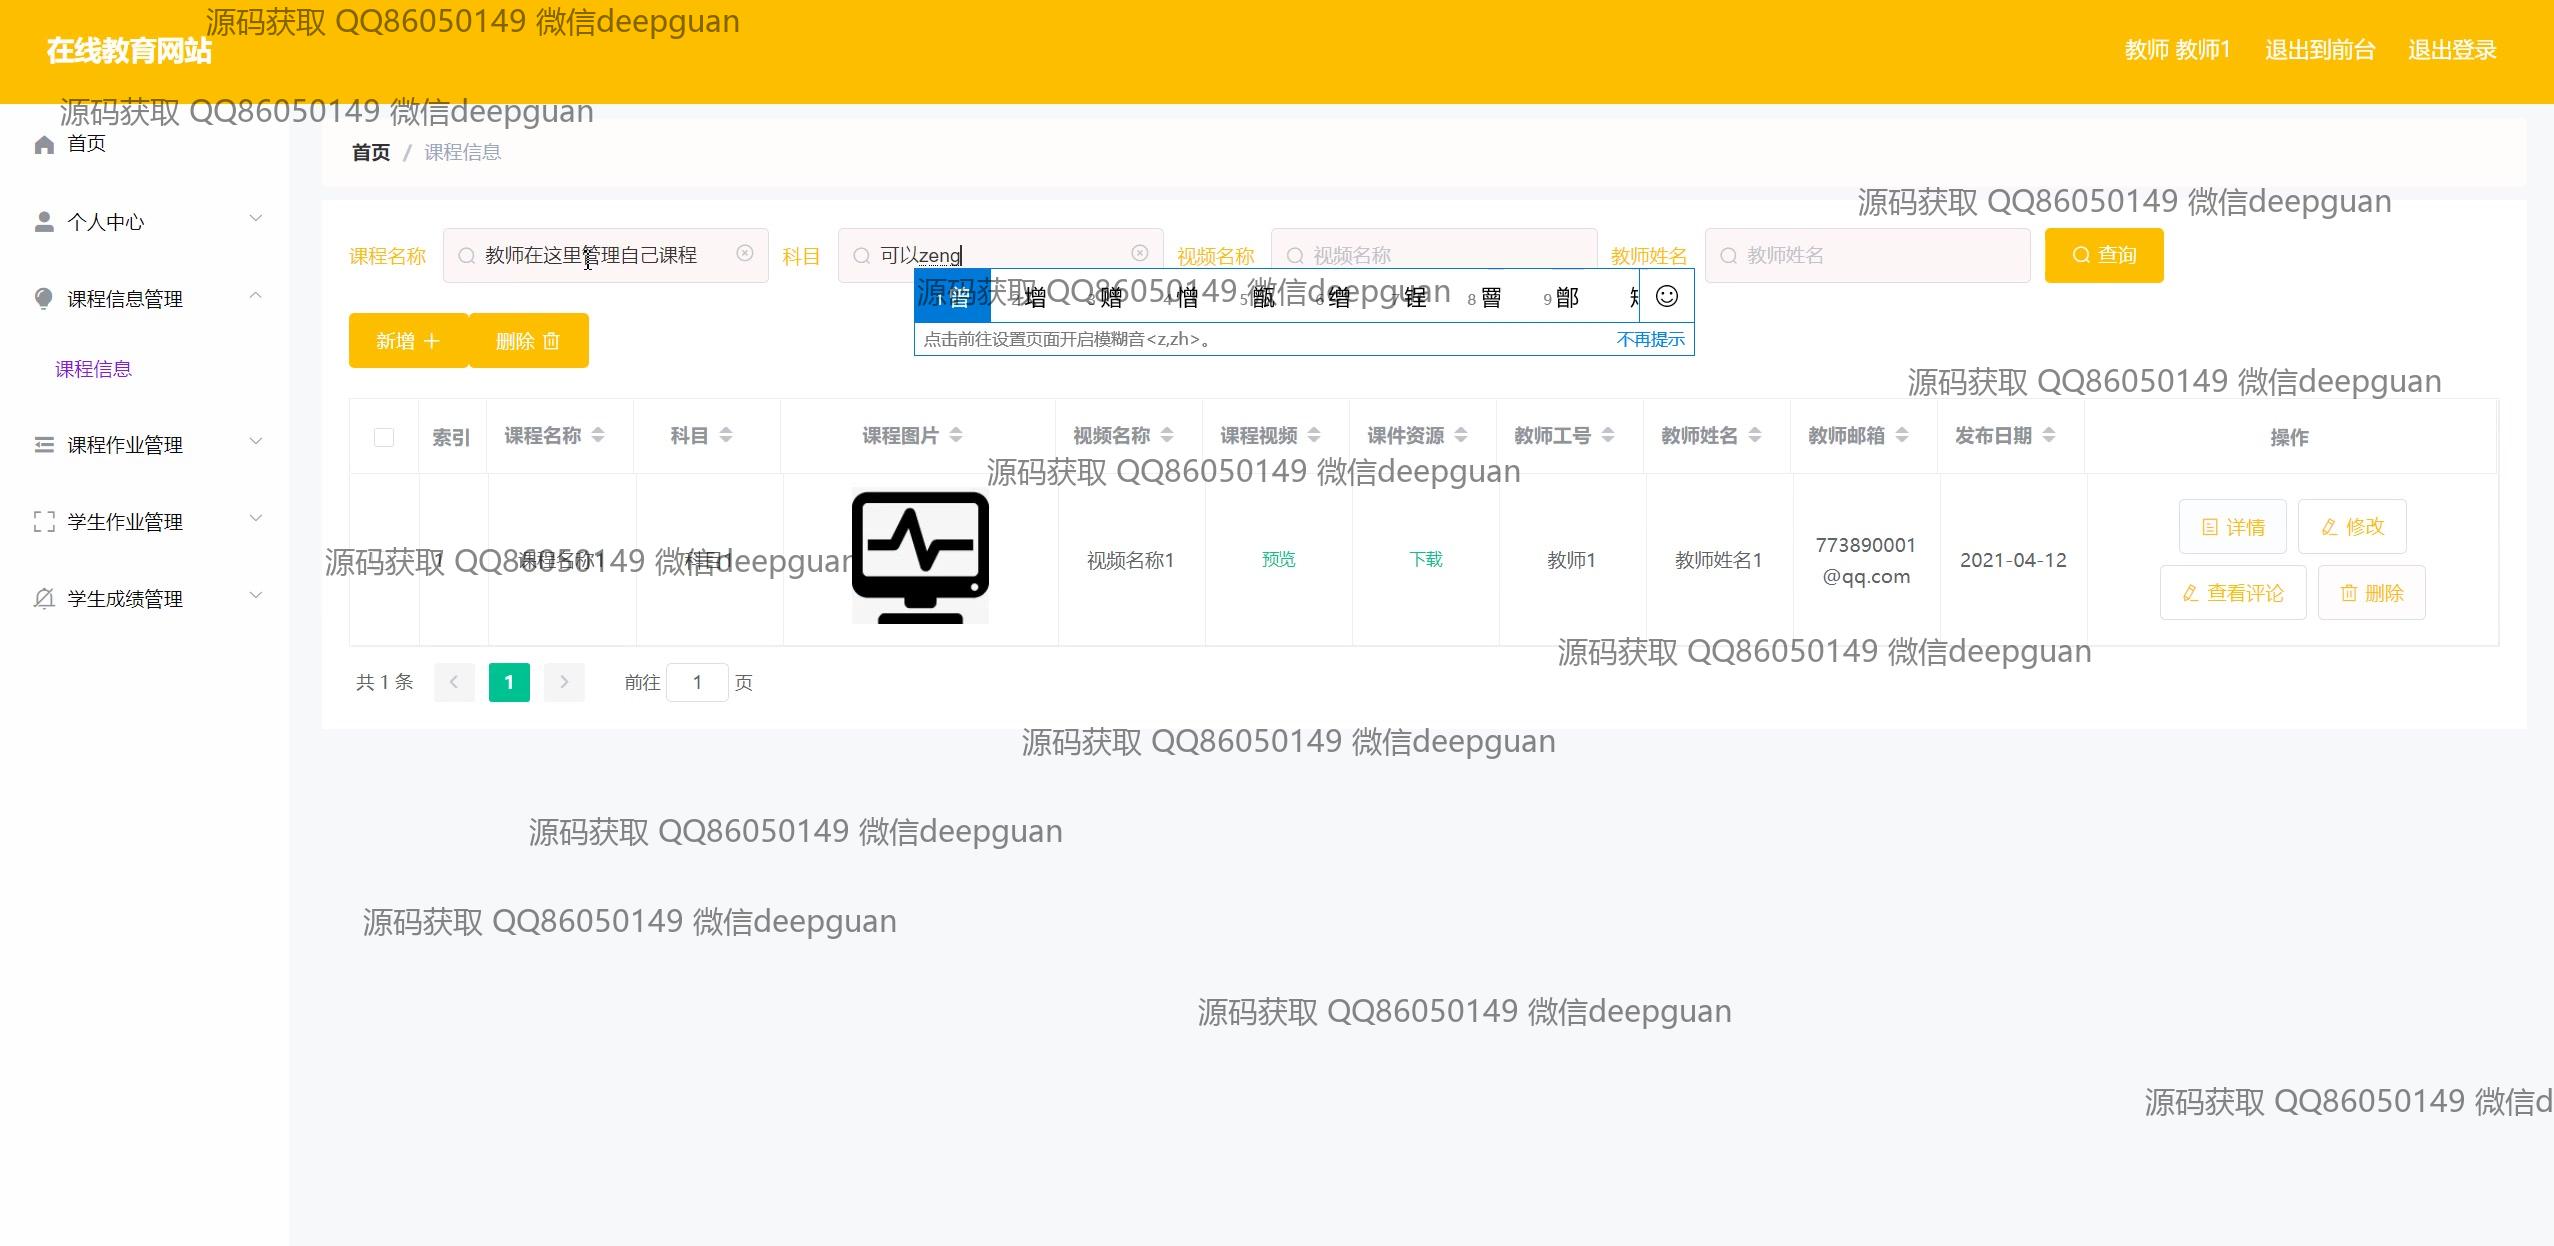 源码获取 QQ86050149 微信deepguan
在线教育网站
教师 教师1 退出到前台 退出登录
源码获取 QQ86050149 微信deepguan
首页
首页 / 课程信息
源码获取 QQ86050149 微信deepguan
个人中心
课程名称 教师在这里管理自己课程 科目 可以zeng 视频名称 视频名称 教师姓名 教师姓名 查询
源码获取 QQ86050149 微信deepguan
1 曾 2 增 3 赠 4 憎 5 甑 6 缯 7 锃 8 罾 9 鄫
课程信息管理
点击前往设置页面开启模糊音<z,zh>。 不再提示
新增 删除
课程信息
源码获取 QQ86050149 微信deepguan
索引 课程名称 科目 课程图片 视频名称 课程视频 课件资源 教师工号 教师姓名 教师邮箱 发布日期 操作
课程作业管理
源码获取 QQ86050149 微信deepguan
学生作业管理
详情 修改
1 课程名称1 科目1 视频名称1 预览 下载 教师1 教师姓名1 773890001 2021-04-12
@qq.com
源码获取 QQ86050149 微信deepguan
查看评论 删除
学生成绩管理
源码获取 QQ86050149 微信deepguan
共 1 条 1 前往 1 页
源码获取 QQ86050149 微信deepguan
源码获取 QQ86050149 微信deepguan
源码获取 QQ86050149 微信deepguan
源码获取 QQ86050149 微信deepguan
源码获取 QQ86050149 微信d